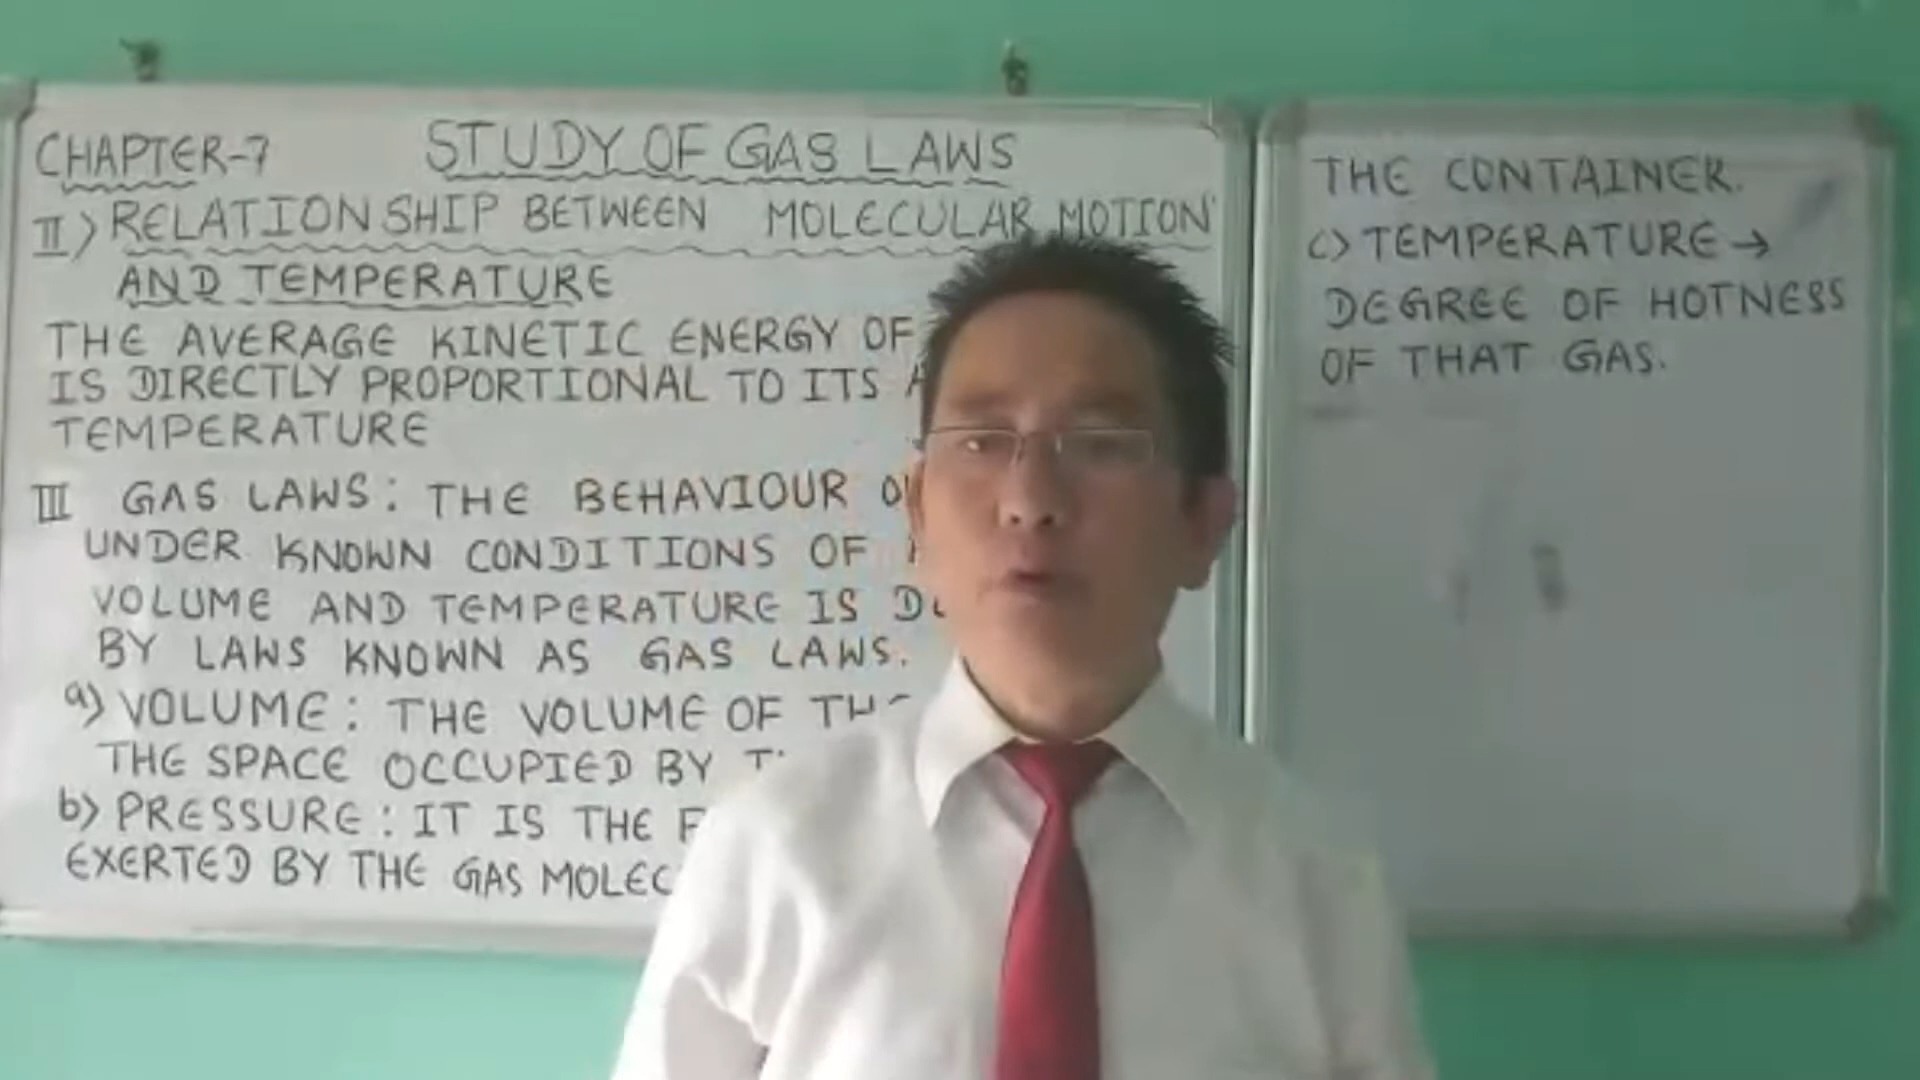 CHAPTER-7 STUDY OF GAS LAWS
II) RELATIONSHIP BETWEEN MOLECULAR MOTION
AND TEMPERATURE
THE AVERAGE KINETIC ENERGY OF
IS DIRECTLY PROPORTIONAL TO ITS
TEMPERATURE
III GAS LAWS: THE BEHAVIOUR
UNDER KNOWN CONDITIONS OF
VOLUME AND TEMPERATURE IS
BY LAWS KNOWN AS GAS LAWS.
a) VOLUME: THE VOLUME OF
THE SPACE OCCUPIED BY
b) PRESSURE: IT IS THE
EXERTED BY THE GAS
THE CONTAINER.
c) TEMPERATURE →
DEGREE OF HOTNESS
OF THAT GAS.